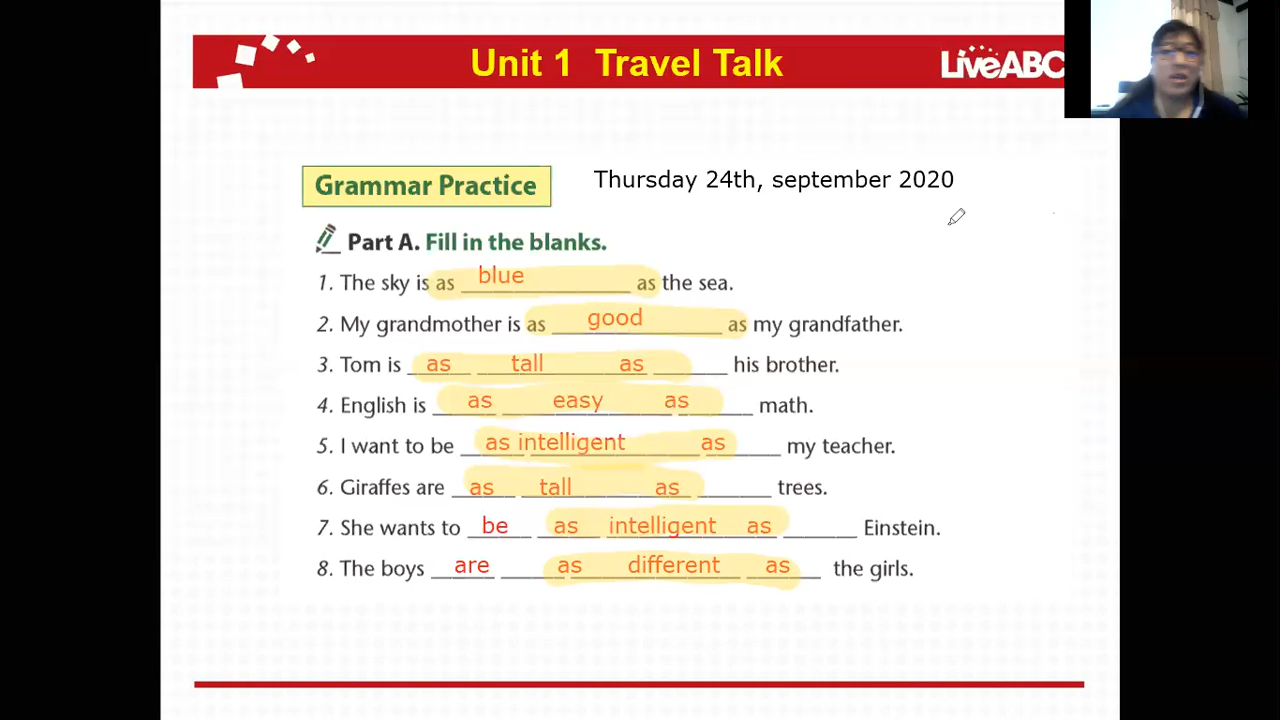 Unit 1 Travel Talk
LiveABC
Grammar Practice
Thursday 24th, september 2020
Part A. Fill in the blanks.
1. The sky is as blue as the sea.
2. My grandmother is as good as my grandfather.
3. Tom is as tall as his brother.
4. English is as easy as math.
5. I want to be as intelligent as my teacher.
6. Giraffes are as tall as trees.
7. She wants to be as intelligent as Einstein.
8. The boys are as different as the girls.